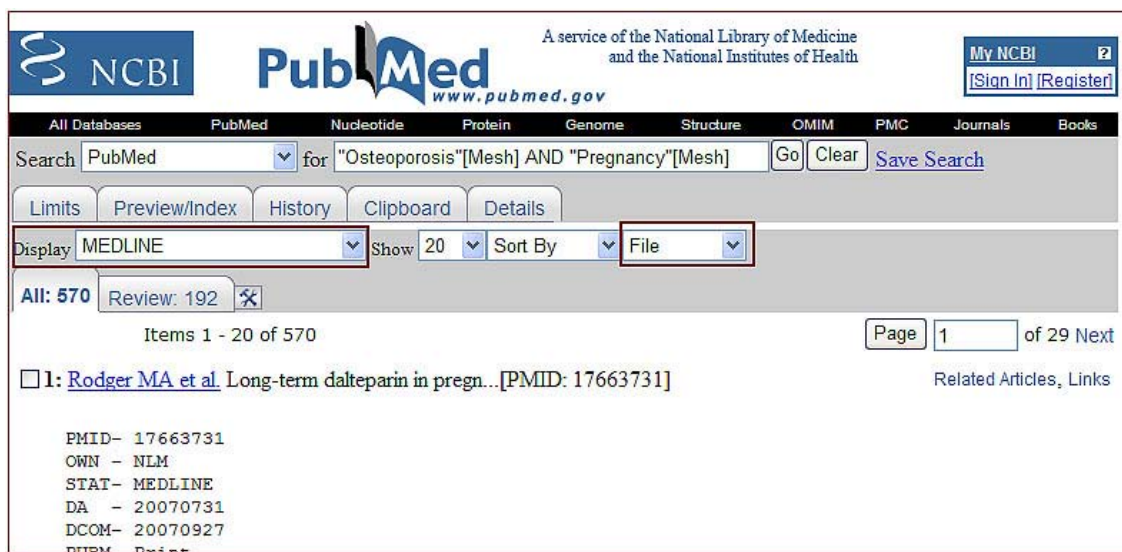 NCBI
PubMed
www.pubmed.gov
A service of the National Library of Medicine
and the National Institutes of Health
My NCBI ?
[Sign In] [Register]
All Databases PubMed Nucleotide Protein Genome Structure OMIM PMC Journals Books
Search PubMed for "Osteoporosis"[Mesh] AND "Pregnancy"[Mesh] Go Clear Save Search
Limits Preview/Index History Clipboard Details
Display MEDLINE Show 20 Sort By File
All: 570 Review: 192
Items 1 - 20 of 570 Page 1 of 29 Next
1: Rodger MA et al. Long-term dalteparin in pregn...[PMID: 17663731] Related Articles, Links
PMID- 17663731
OWN - NLM
STAT- MEDLINE
DA - 20070731
DCOM- 20070927
PUBM- Print